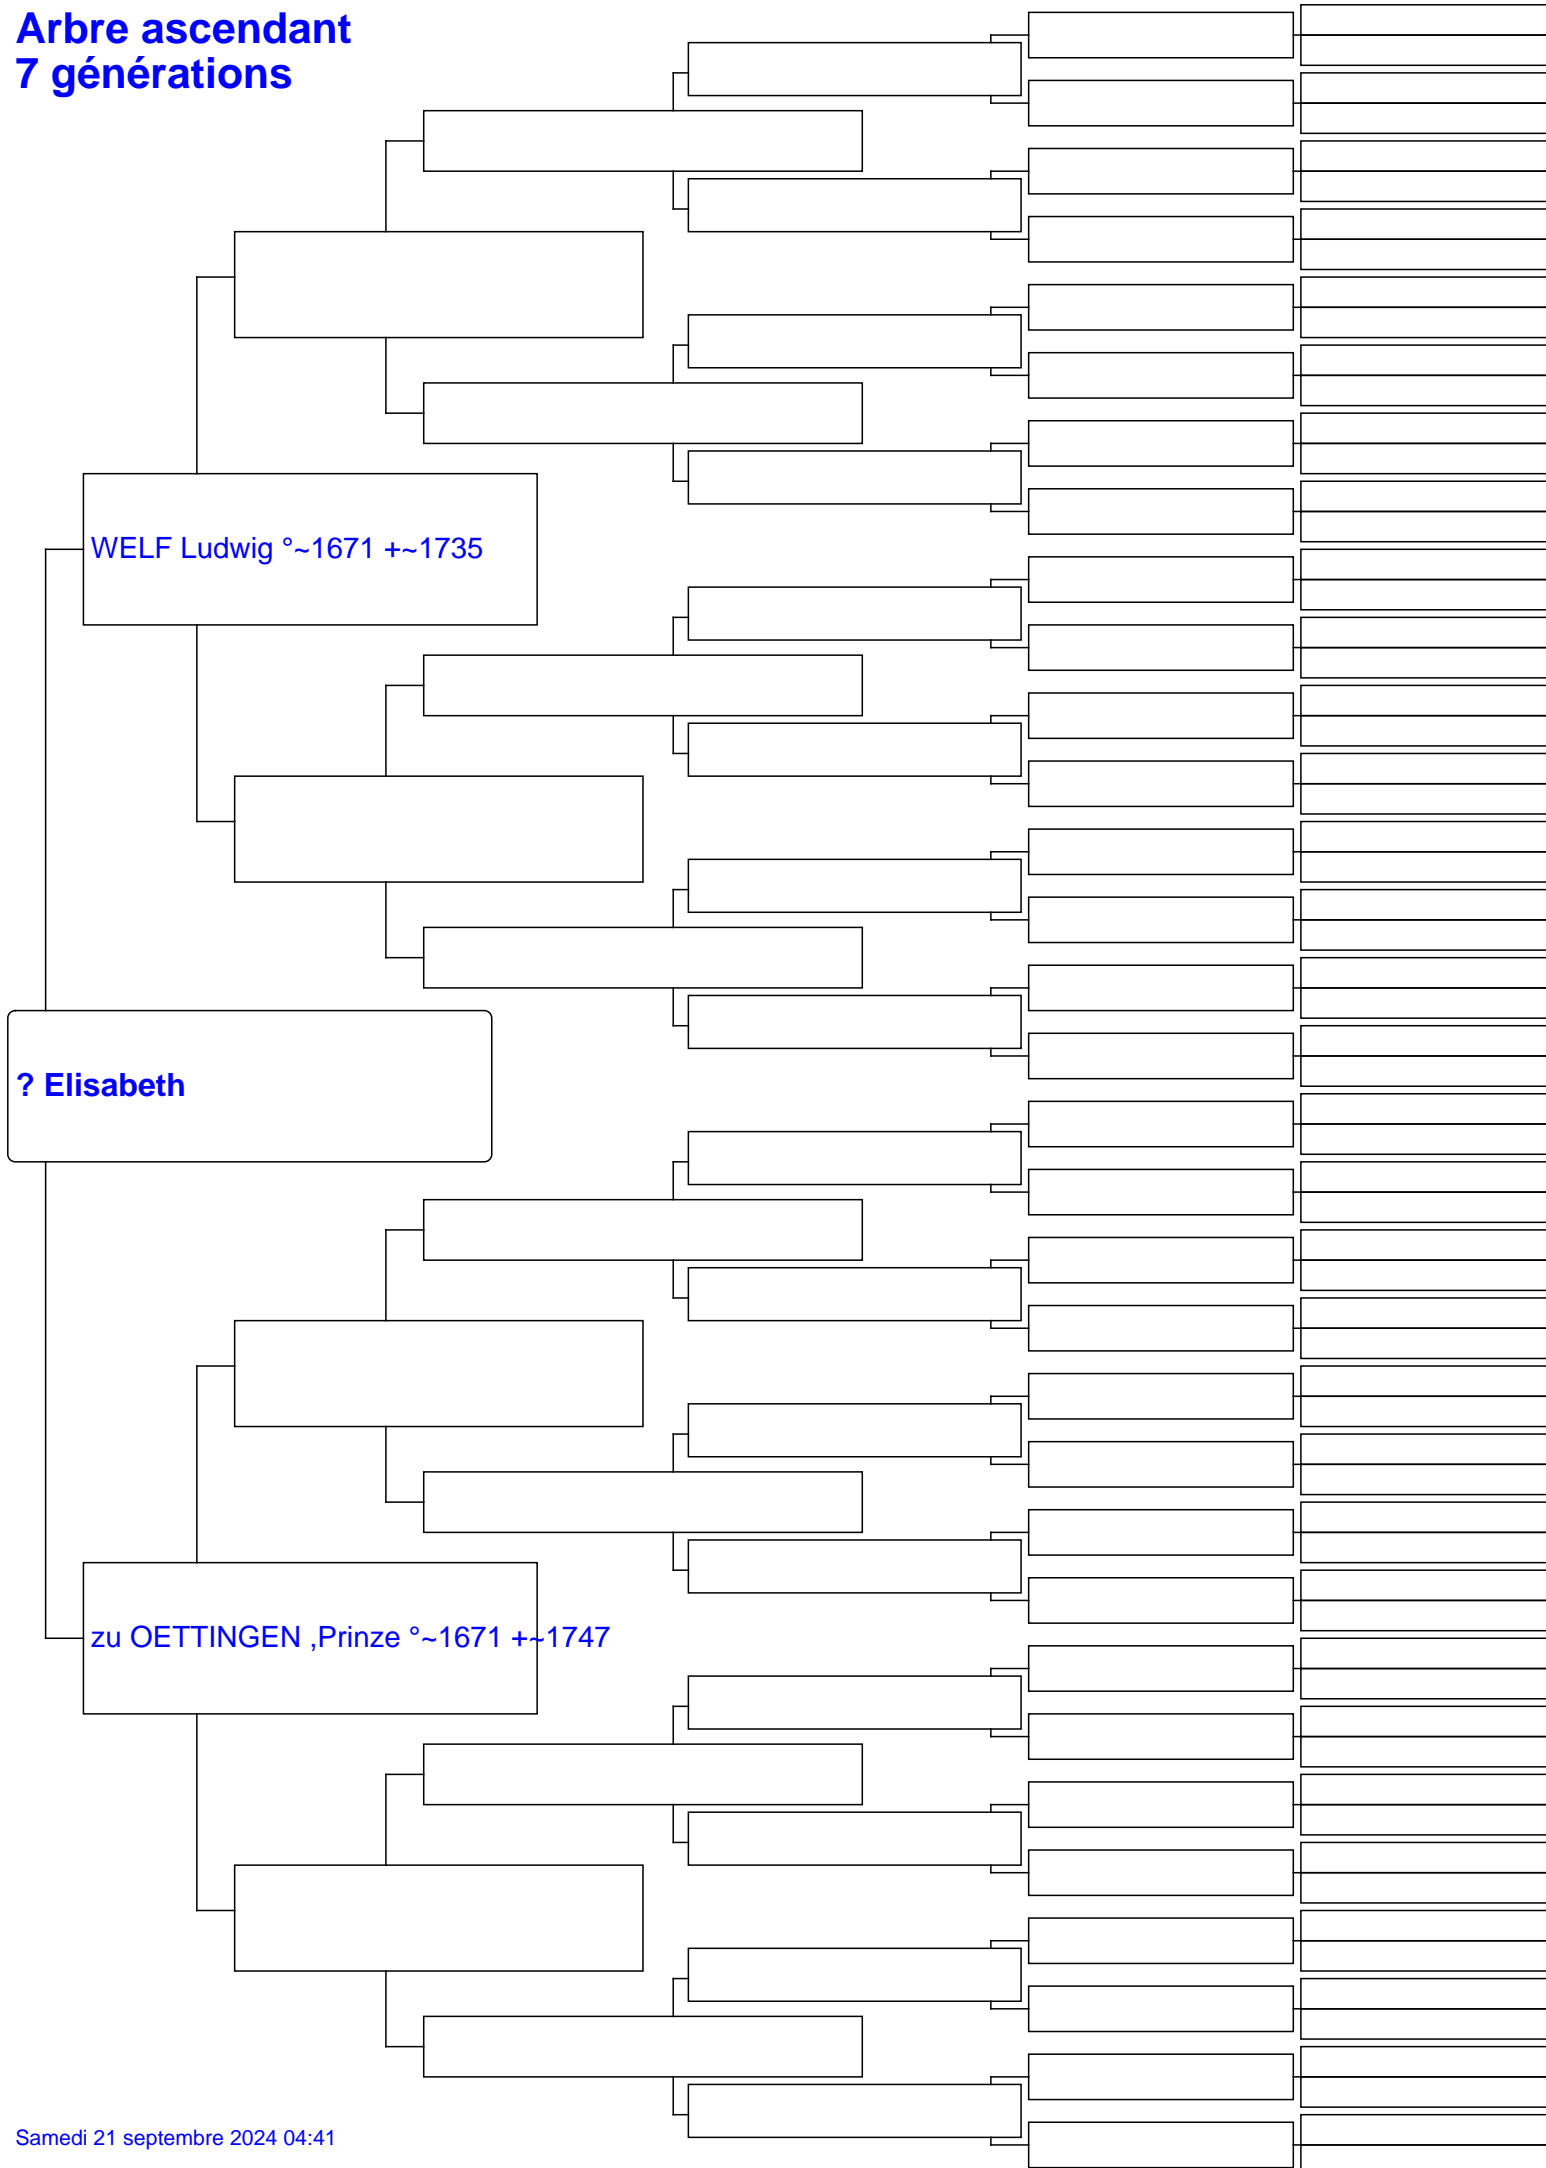 Arbre ascendant
7 générations
WELF Ludwig °~1671 +~1735
? Elisabeth
zu OETTINGEN ,Prinze °~1671 +~1747
Samedi 21 septembre 2024 04:41